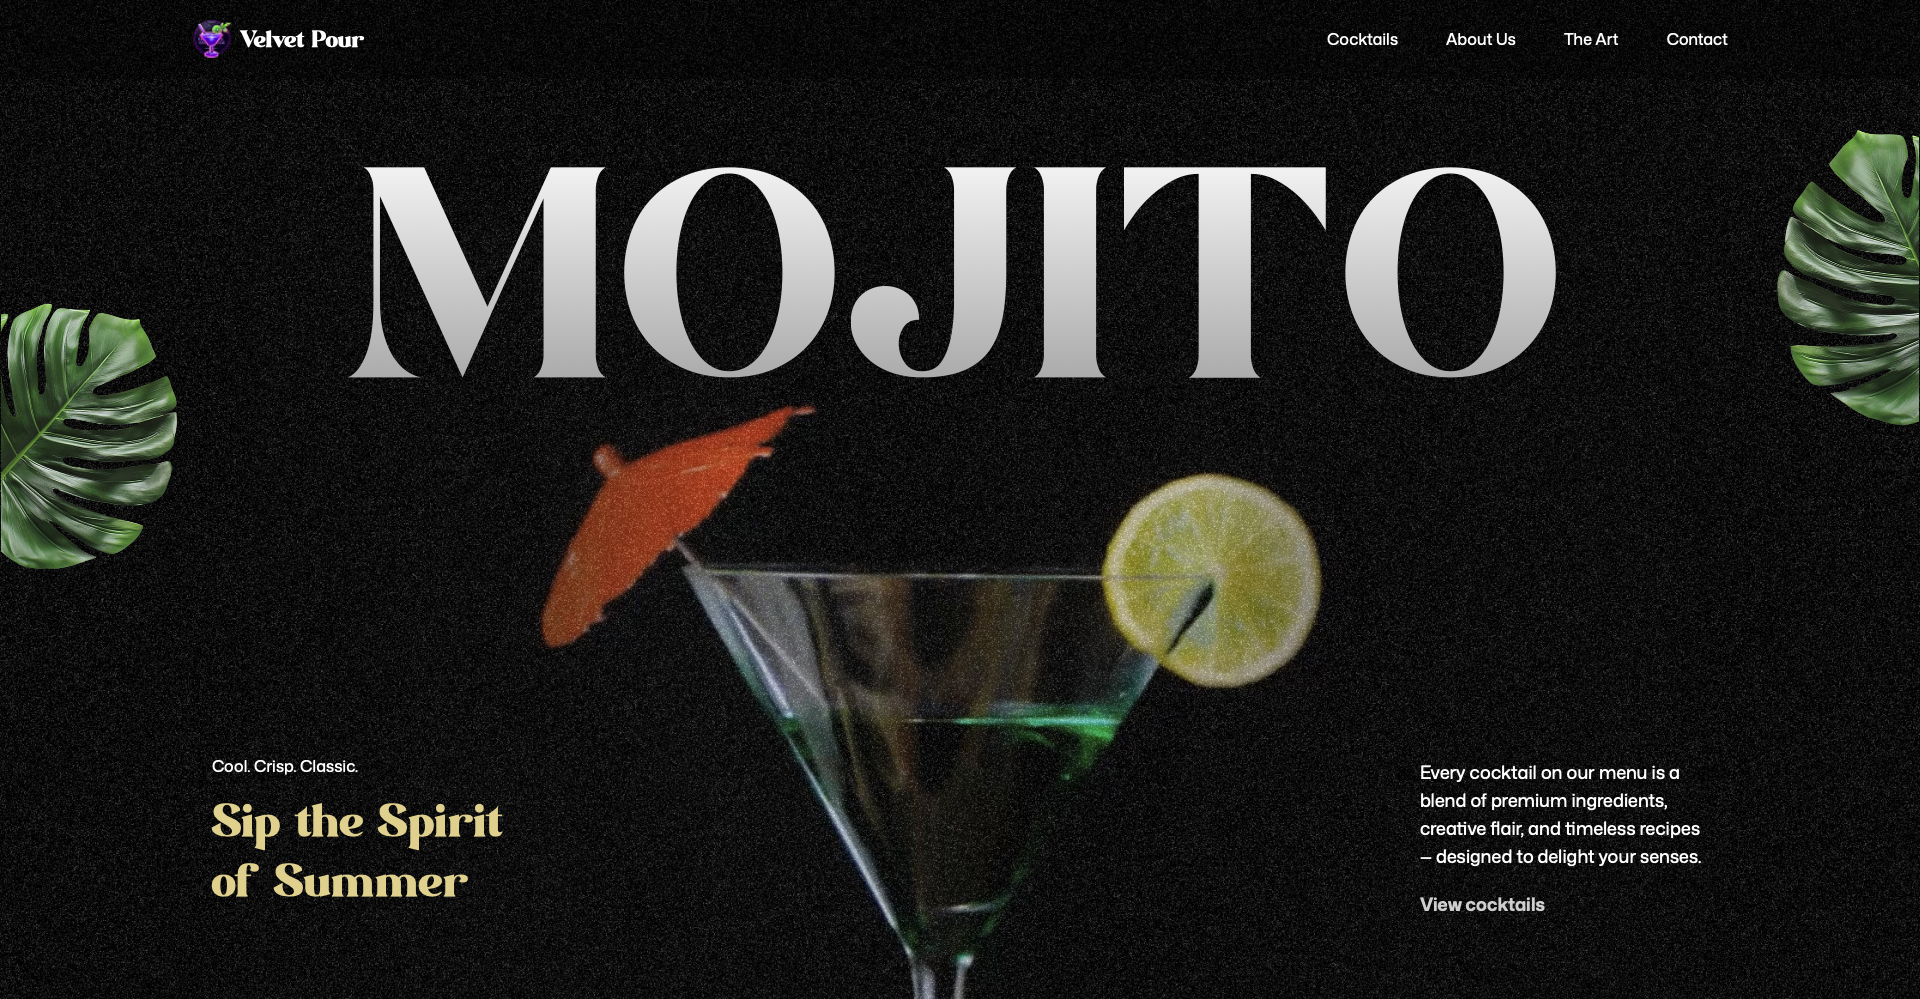 Velvet Pour
Cocktails
About Us
The Art
Contact
MOJITO
Cool. Crisp. Classic.
Sip the Spirit
of Summer
Every cocktail on our menu is a
blend of premium ingredients,
creative flair, and timeless recipes
– designed to delight your senses.
View cocktails